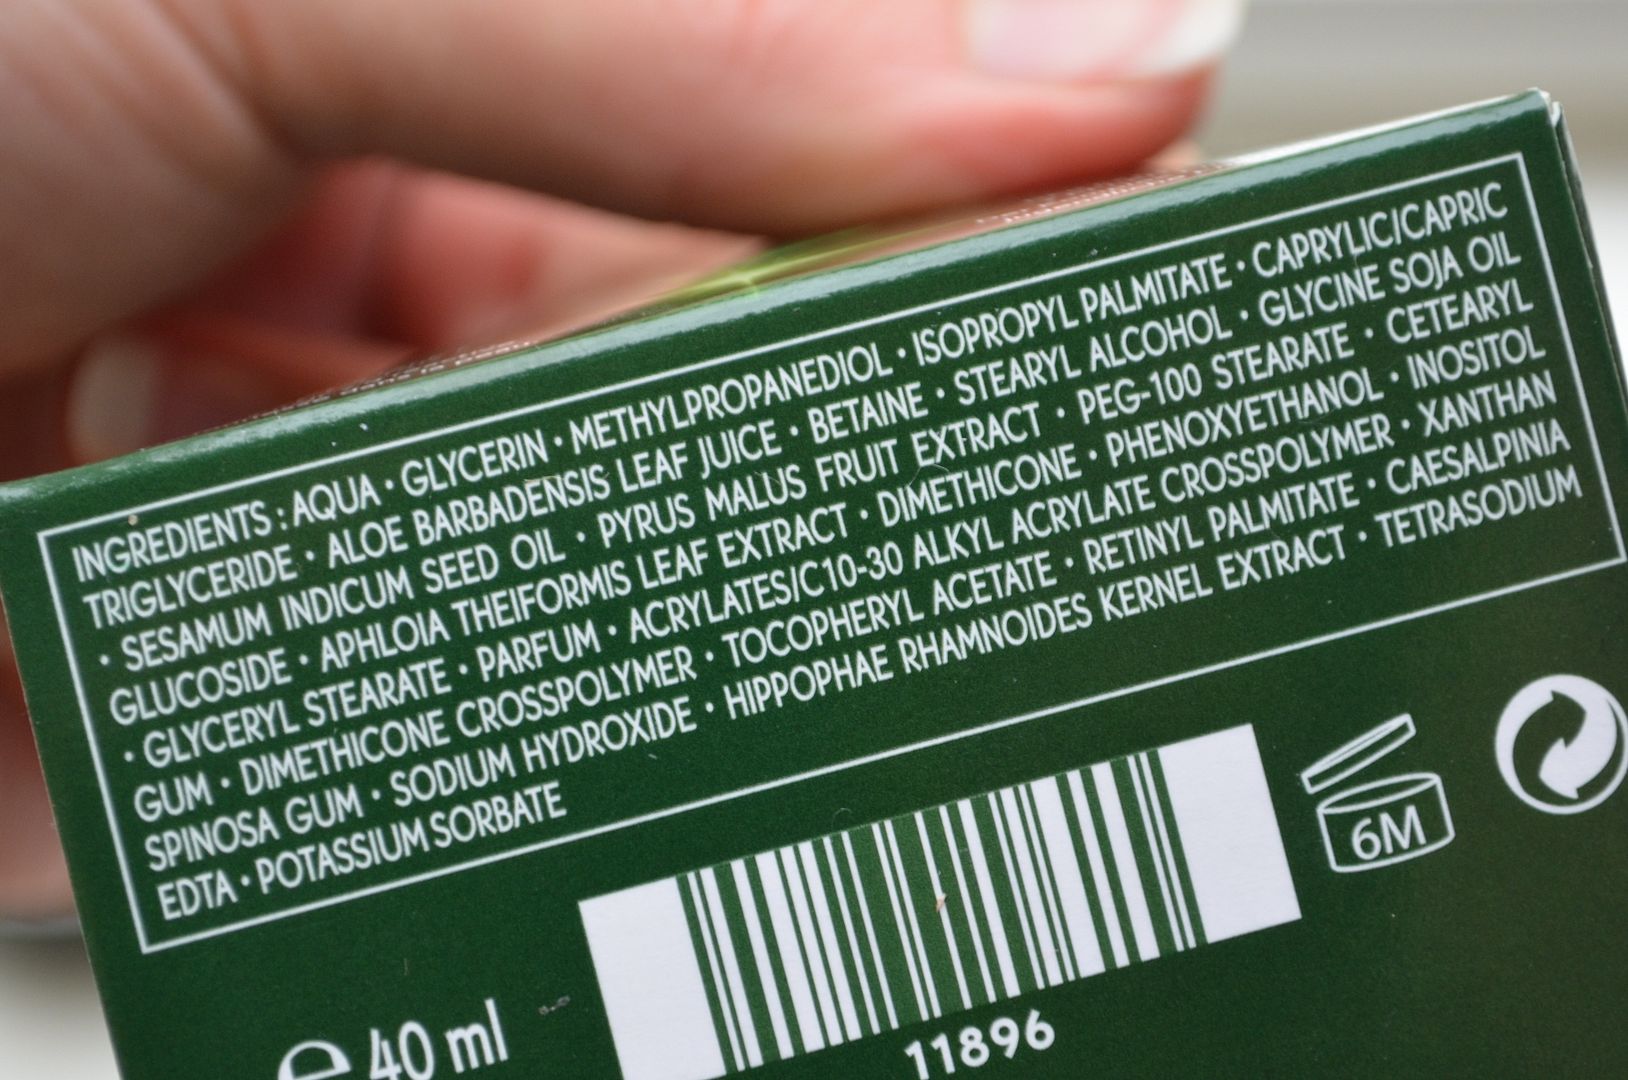 INGREDIENTS : AQUA · GLYCERIN · METHYLPROPANEDIOL · ISOPROPYL PALMITATE · CAPRYLIC/CAPRIC
TRIGLYCERIDE · ALOE BARBADENSIS LEAF JUICE · BETAINE · STEARYL ALCOHOL · GLYCINE SOJA OIL
· SESAMUM INDICUM SEED OIL · PYRUS MALUS FRUIT EXTRACT · PEG-100 STEARATE · CETEARYL
GLUCOSIDE · APHLOIA THEIFORMIS LEAF EXTRACT · DIMETHICONE · PHENOXYETHANOL · INOSITOL
· GLYCERYL STEARATE · PARFUM · ACRYLATES/C10-30 ALKYL ACRYLATE CROSSPOLYMER · XANTHAN
GUM · DIMETHICONE CROSSPOLYMER · TOCOPHERYL ACETATE · RETINYL PALMITATE · CAESALPINIA
SPINOSA GUM · SODIUM HYDROXIDE · HIPPOPHAE RHAMNOIDES KERNEL EXTRACT · TETRASODIUM
EDTA · POTASSIUM SORBATE
6M
℮ 40 ml
11896